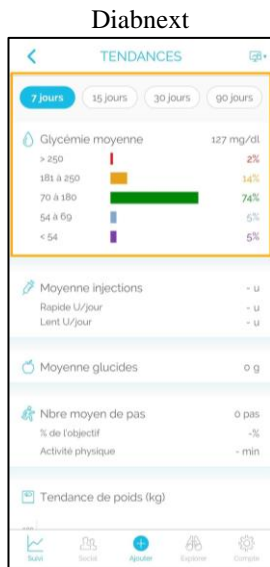 Diabnext
TENDANCES
7 jours 15 jours 30 jours 90 jours
Glycémie moyenne 127 mg/dl
> 250 2%
181 à 250 14%
70 à 180 74%
54 à 69 5%
< 54 5%
Moyenne injections - u
Rapide U/jour - u
Lent U/jour - u
Moyenne glucides 0 g
Nbre moyen de pas 0 pas
% de l'objectif -%
Activité physique - min
Tendance de poids (kg)
Suivi Social Ajouter Explorer Compte